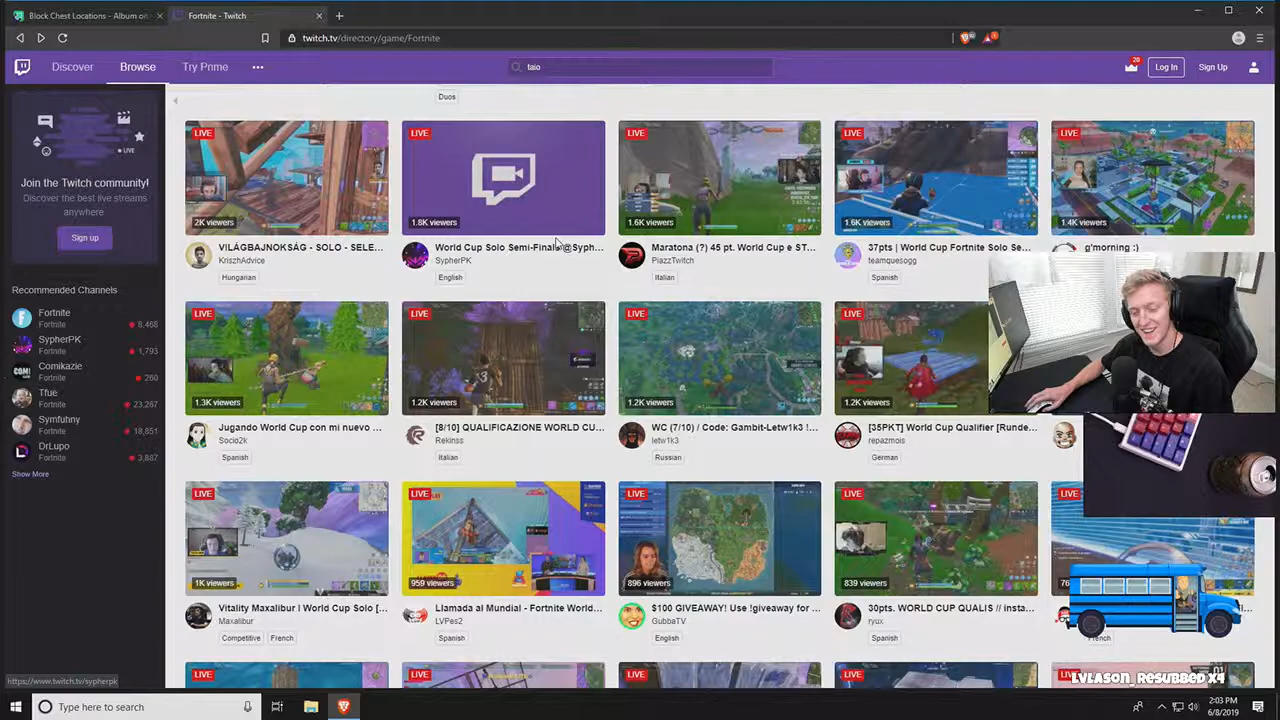 Block Chest Locations - Album o
Fortnite - Twitch
twitch.tv/directory/game/Fortnite
Discover
Browse
Try Prime
taio
Log In
Sign Up
Duos
Join the Twitch community!
Discover the best live streams
anywhere
Sign up
Recommended Channels
Fortnite
Fortnite
8,468
SypherPK
Fortnite
1,793
Comikazie
Fortnite
260
Tfue
Fortnite
23,267
Symfuhny
Fortnite
18,851
DrLupo
Fortnite
3,887
Show More
LIVE
2K viewers
VILÁGBAJNOKSÁG - SOLO - SELE...
KriszhAdvice
Hungarian
LIVE
1.8K viewers
World Cup Solo Semi-Finals @Syph...
SypherPK
English
LIVE
1.6K viewers
Maratona (?) 45 pt. World Cup e ST...
PiazzTwitch
Italian
LIVE
1.6K viewers
37pts | World Cup Fortnite Solo Se...
teamquesogg
Spanish
LIVE
1.4K viewers
g'morning :)
LIVE
1.3K viewers
Jugando World Cup con mi nuevo ...
Socio2k
Spanish
LIVE
1.2K viewers
[8/10] QUALIFICAZIONE WORLD CU...
Rekinss
Italian
LIVE
1.2K viewers
WC (7/10) / Code: Gambit-Letw1k3 !...
letw1k3
Russian
LIVE
1.2K viewers
[35PKT] World Cup Qualifier [Runde...
repazmois
German
LIVE
1K viewers
Vitality Maxalibur I World Cup Solo [...
Maxalibur
Competitive
French
LIVE
959 viewers
Llamada al Mundial - Fortnite World...
LVPes2
Spanish
LIVE
896 viewers
$100 GIVEAWAY! Use !giveaway for ...
GubbaTV
English
LIVE
839 viewers
30pts. WORLD CUP QUALIS // insta...
ryux
Spanish
LIVE
French
LIVE
LIVE
LIVE
LIVE
LIVE
LVLASON_RESUBBED X4
https://www.twitch.tv/sypherpk
Type here to search
2:03 PM
6/8/2019